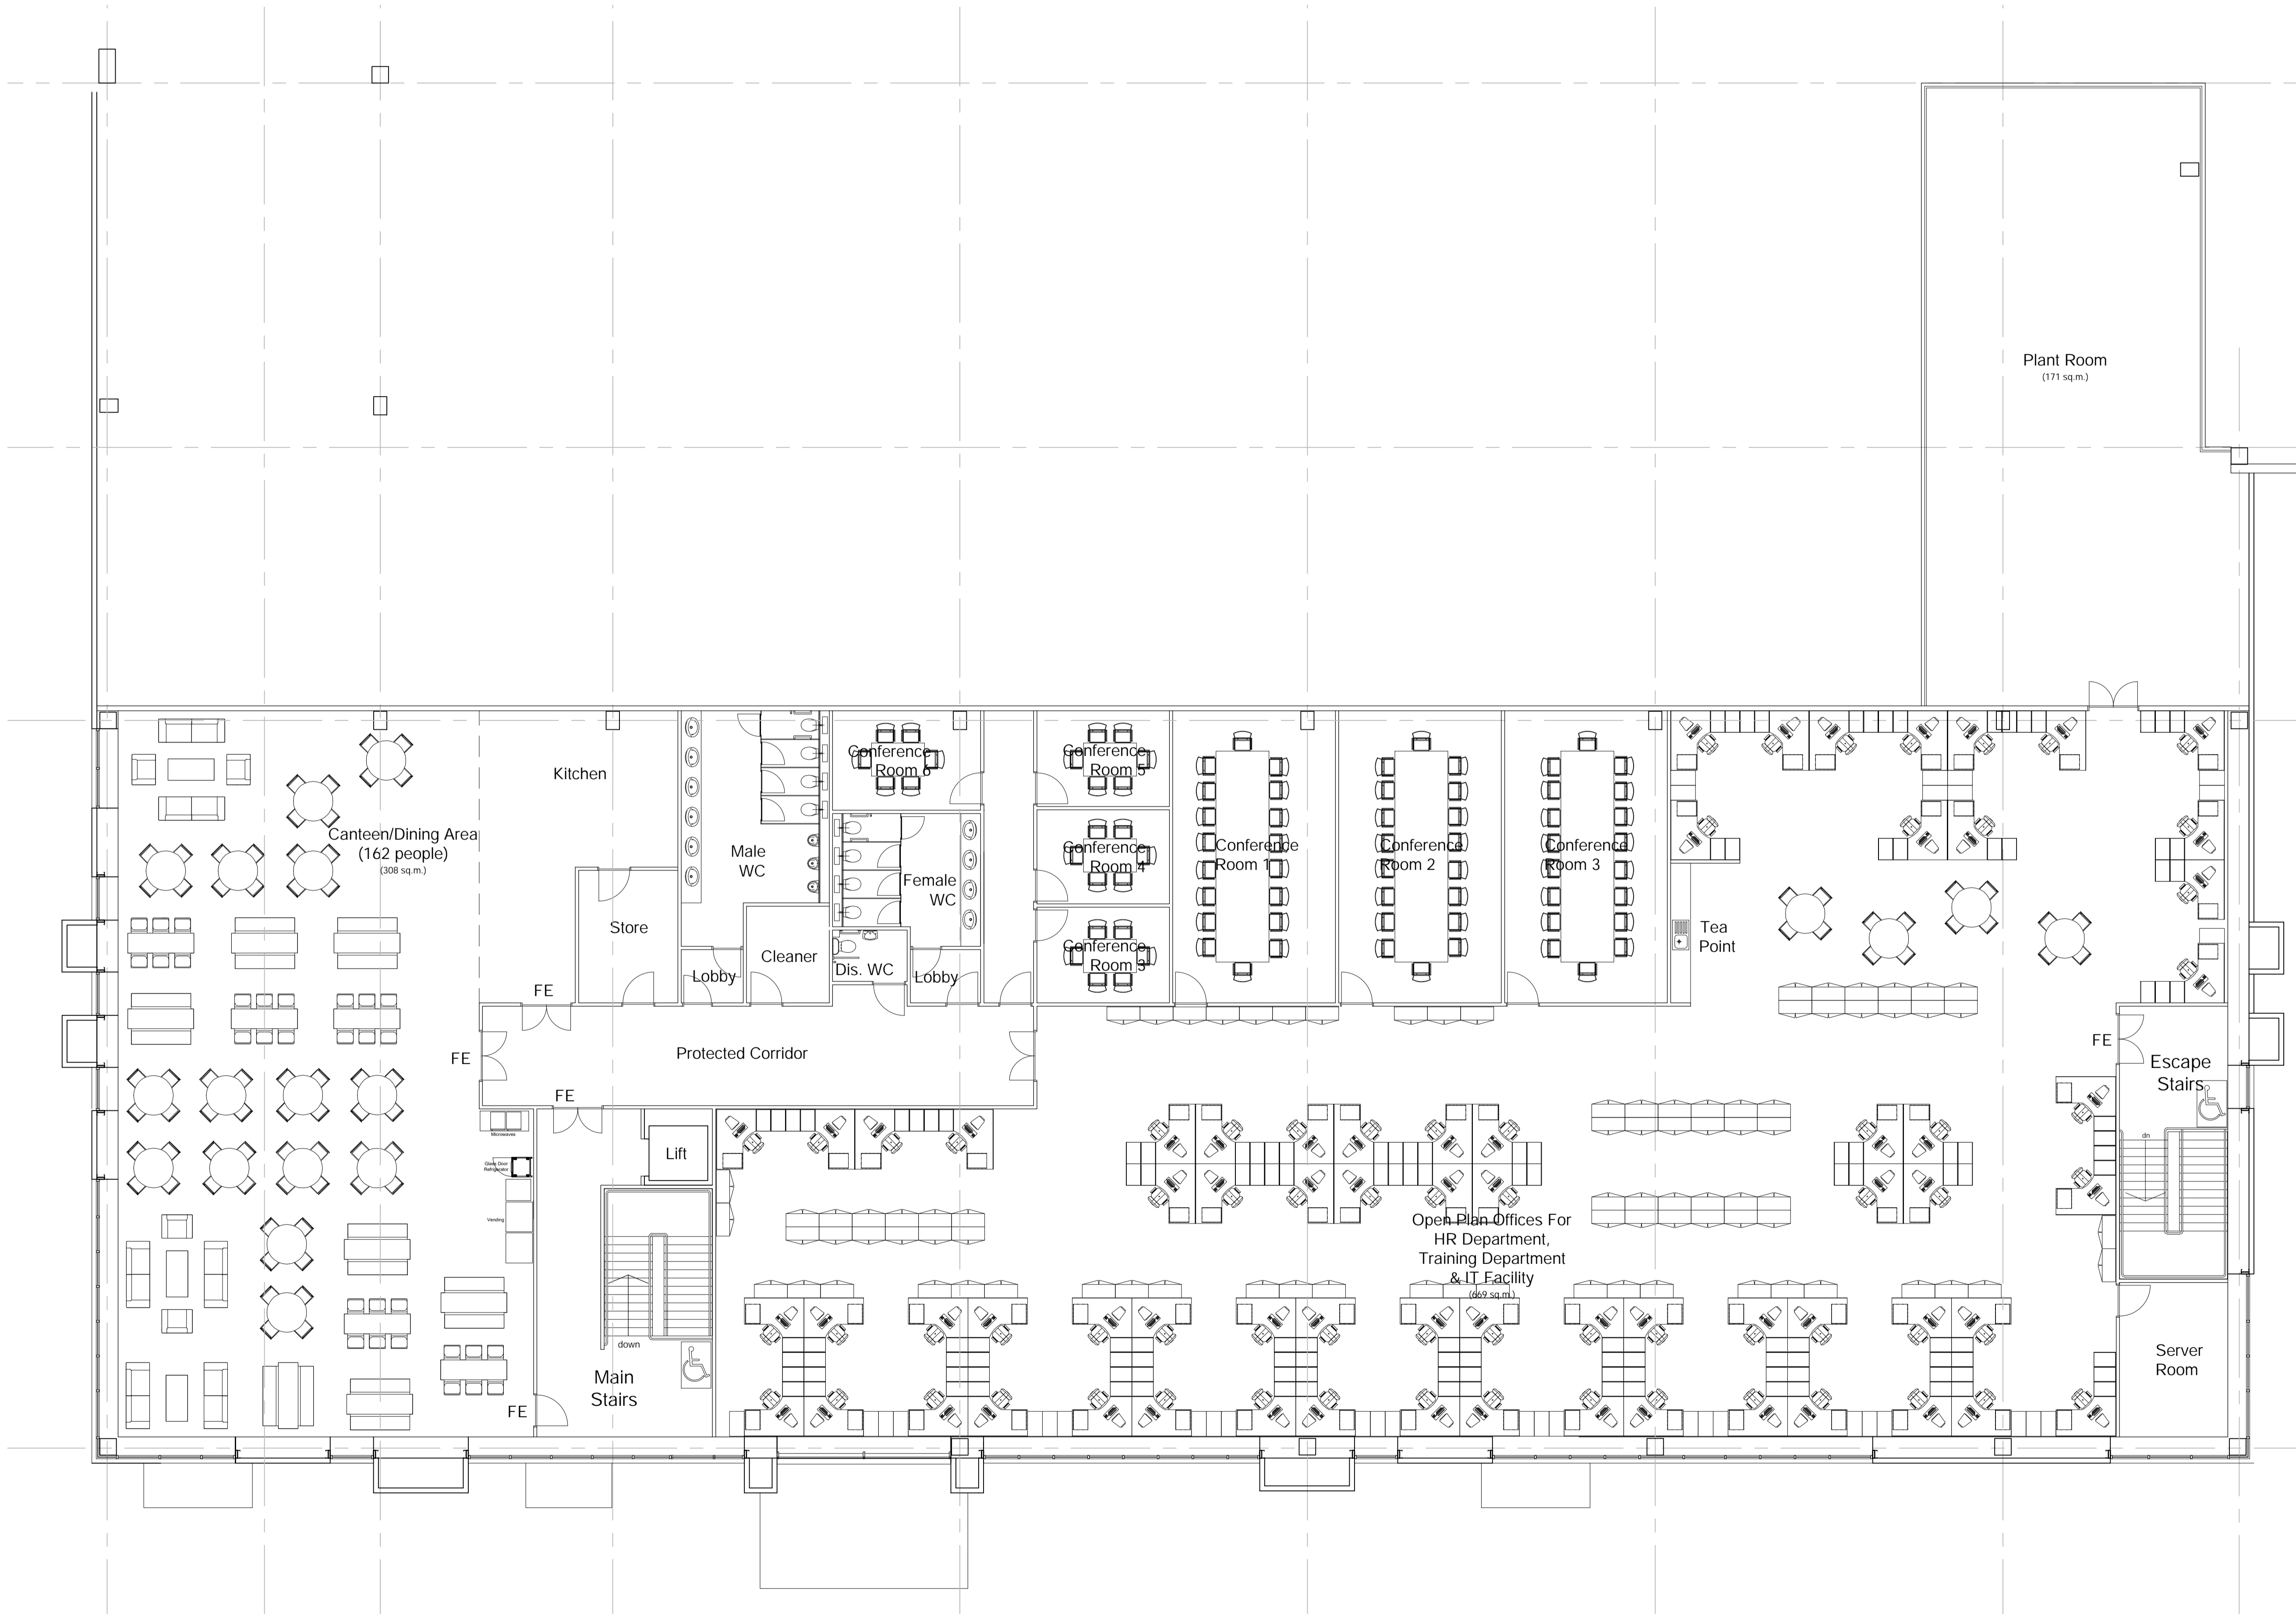 Plant Room
(171 sq.m.)
Kitchen
Canteen/Dining Area
(162 people)
(308 sq.m.)
Male
WC
Store
Cleaner
Lobby
Female
WC
Dis. WC
Lobby
Conference
Room 6
Conference
Room 5
Conference
Room 4
Conference
Room 3
Conference
Room 1
Conference
Room 2
Conference
Room 3
Tea
Point
FE
FE
FE
Protected Corridor
FE
Escape
Stairs
dn
Microwaves
Glass Door
Refrigerator
Vending
Lift
down
Main
Stairs
FE
Open Plan Offices For
HR Department,
Training Department
& IT Facility
(669 sq.m.)
Server
Room